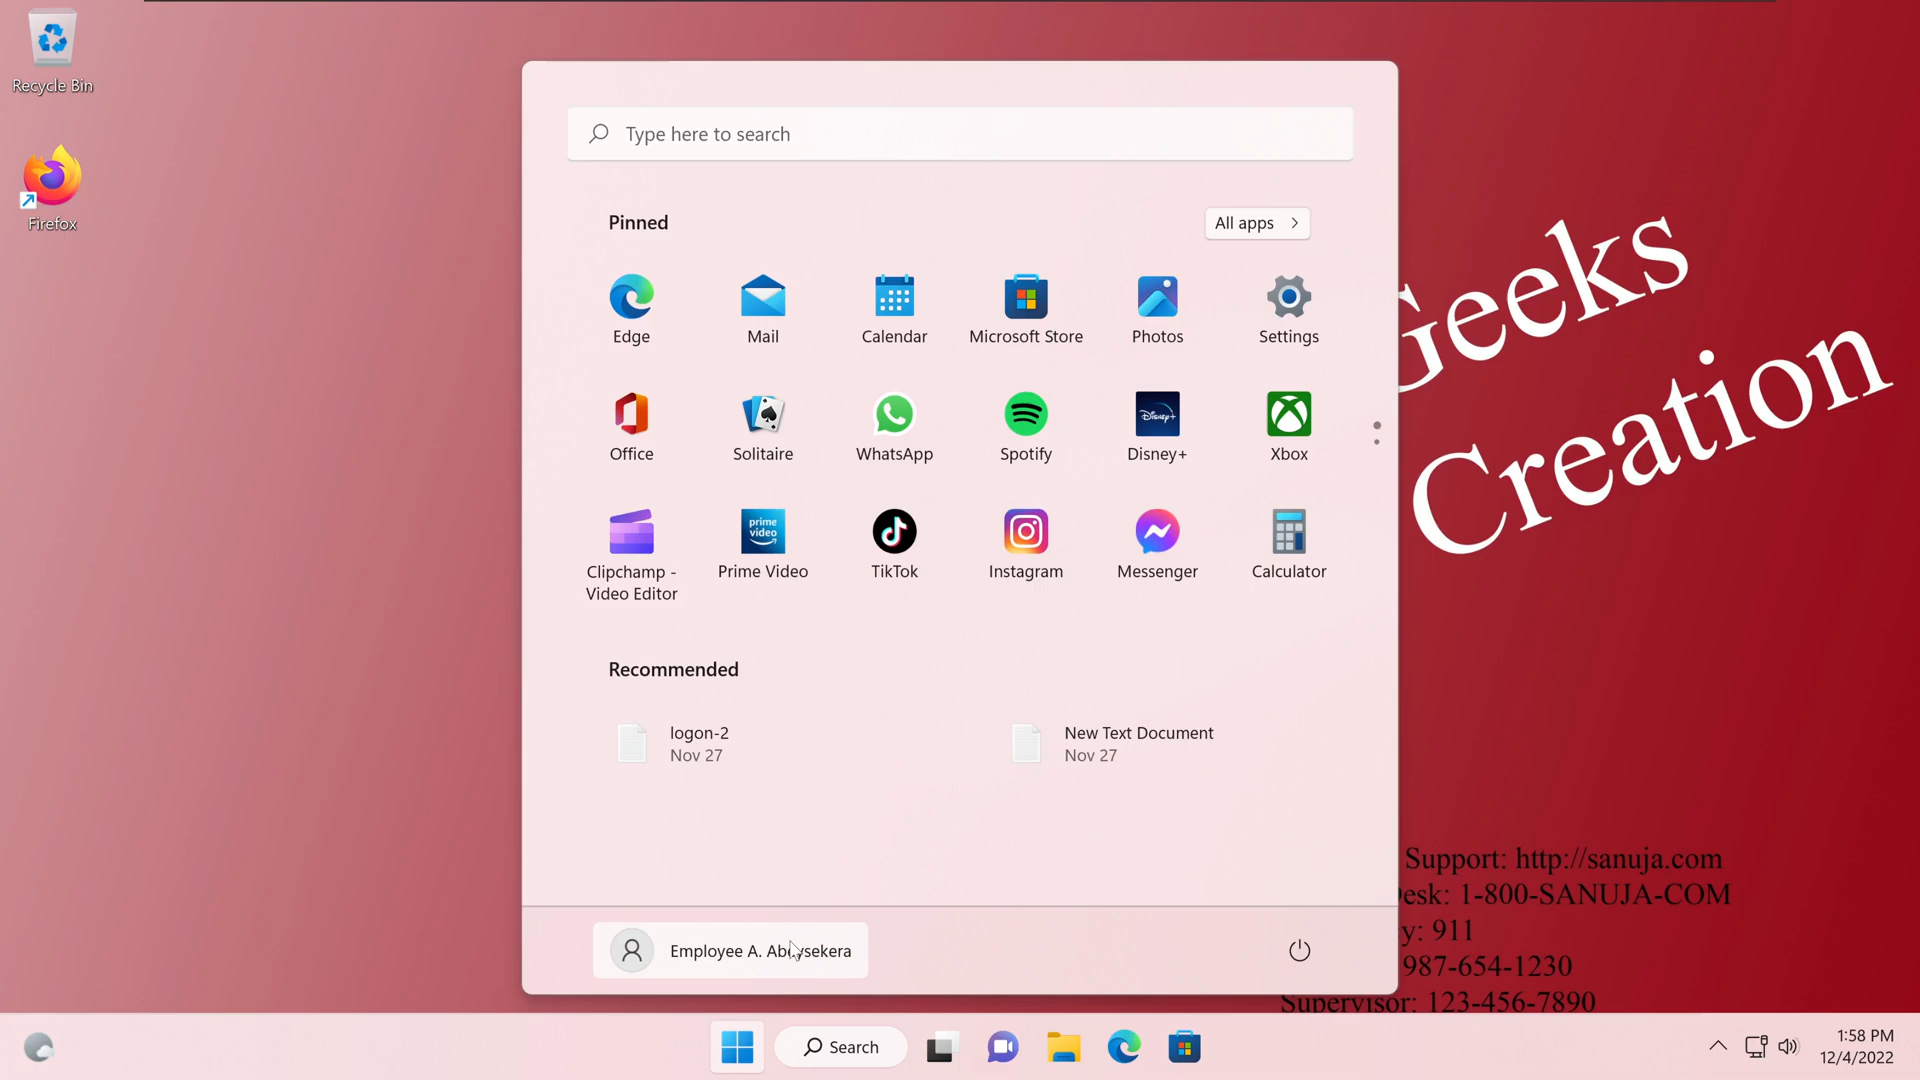 Recycle Bin
Firefox
Type here to search
Pinned
All apps
Edge
Mail
Calendar
Microsoft Store
Photos
Settings
Office
Solitaire
WhatsApp
Spotify
Disney+
Disney+
Xbox
prime
video
Clipchamp -
Video Editor
Prime Video
TikTok
Instagram
Messenger
Calculator
Recommended
logon-2
Nov 27
New Text Document
Nov 27
Employee A. Abeysekera
Geeks
Creation
Support: http://sanuja.com
esk: 1-800-SANUJA-COM
y: 911
987-654-1230
Supervisor: 123-456-7890
Search
1:58 PM
12/4/2022